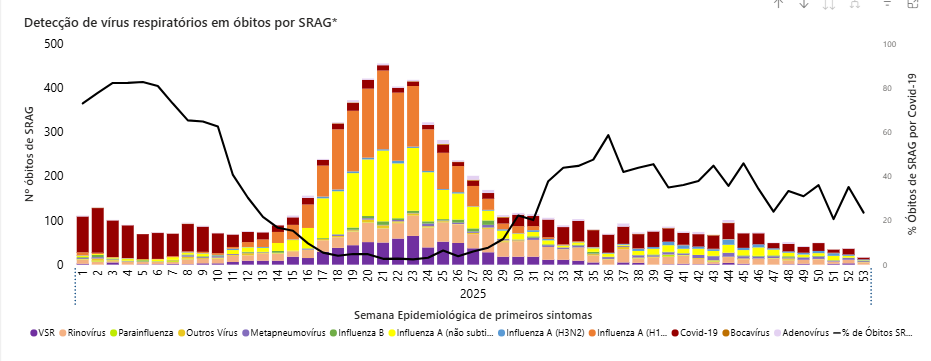 Detecção de vírus respiratórios em óbitos por SRAG*
500
400
300
200
100
0
100
80
60
40
20
0
N° óbitos de SRAG
% Óbitos de SRAG por Covid-19
1 2 3 4 5 6 7 8 9 10 11 12 13 14 15 16 17 18 19 20 21 22 23 24 25 26 27 28 29 30 31 32 33 34 35 36 37 38 39 40 41 42 43 44 45 46 47 48 49 50 51 52 53
2025
Semana Epidemiológica de primeiros sintomas
VSR Rinovírus Parainfluenza Outros Vírus Metapneumovírus Influenza B Influenza A (não subti... Influenza A (H3N2) Influenza A (H1... Covid-19 Bocavírus Adenovírus % de Óbitos SR...